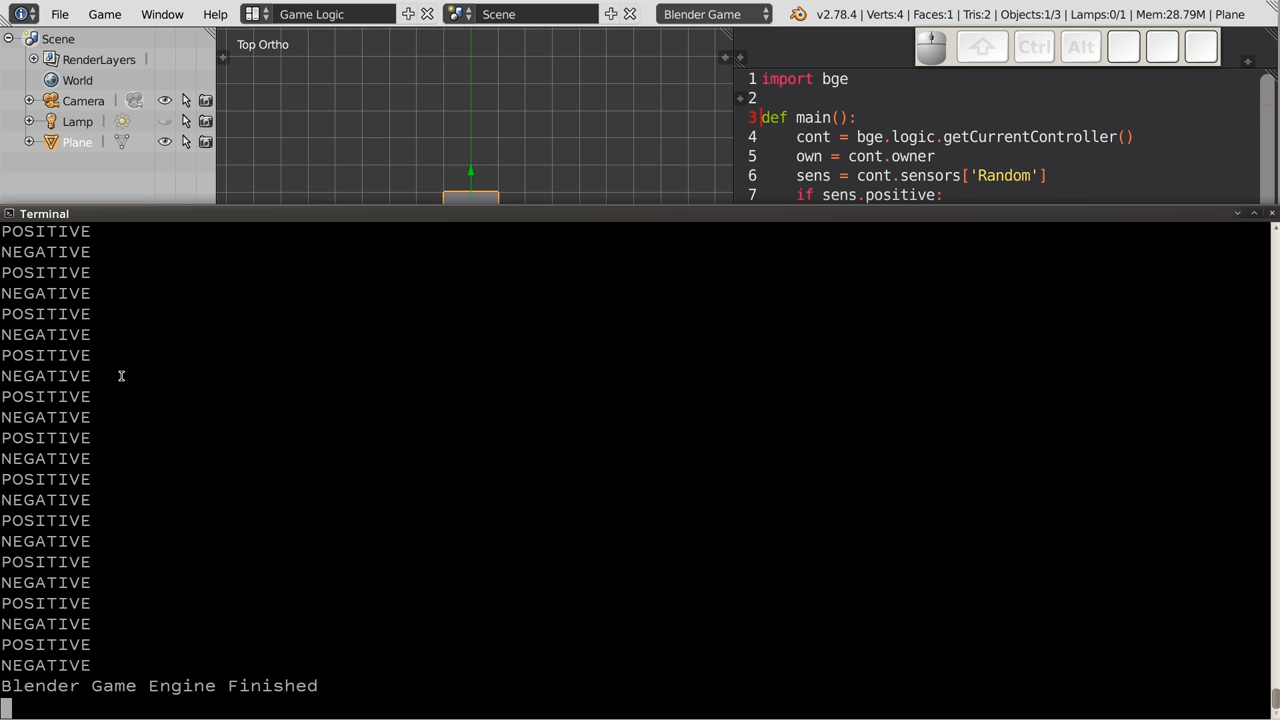 File Game Window Help Game Logic Scene Blender Game v2.78.4 | Verts:4 | Faces:1 | Tris:2 | Objects:1/3 | Lamps:0/1 | Mem:28.79M | Plane
Scene
RenderLayers
World
Camera
Lamp
Plane
Top Ortho
Ctrl Alt
1 import bge
2
3 def main():
4 cont = bge.logic.getCurrentController()
5 own = cont.owner
6 sens = cont.sensors['Random']
7 if sens.positive:
Terminal
POSITIVE
NEGATIVE
POSITIVE
NEGATIVE
POSITIVE
NEGATIVE
POSITIVE
NEGATIVE
POSITIVE
NEGATIVE
POSITIVE
NEGATIVE
POSITIVE
NEGATIVE
POSITIVE
NEGATIVE
POSITIVE
NEGATIVE
POSITIVE
NEGATIVE
POSITIVE
NEGATIVE
Blender Game Engine Finished